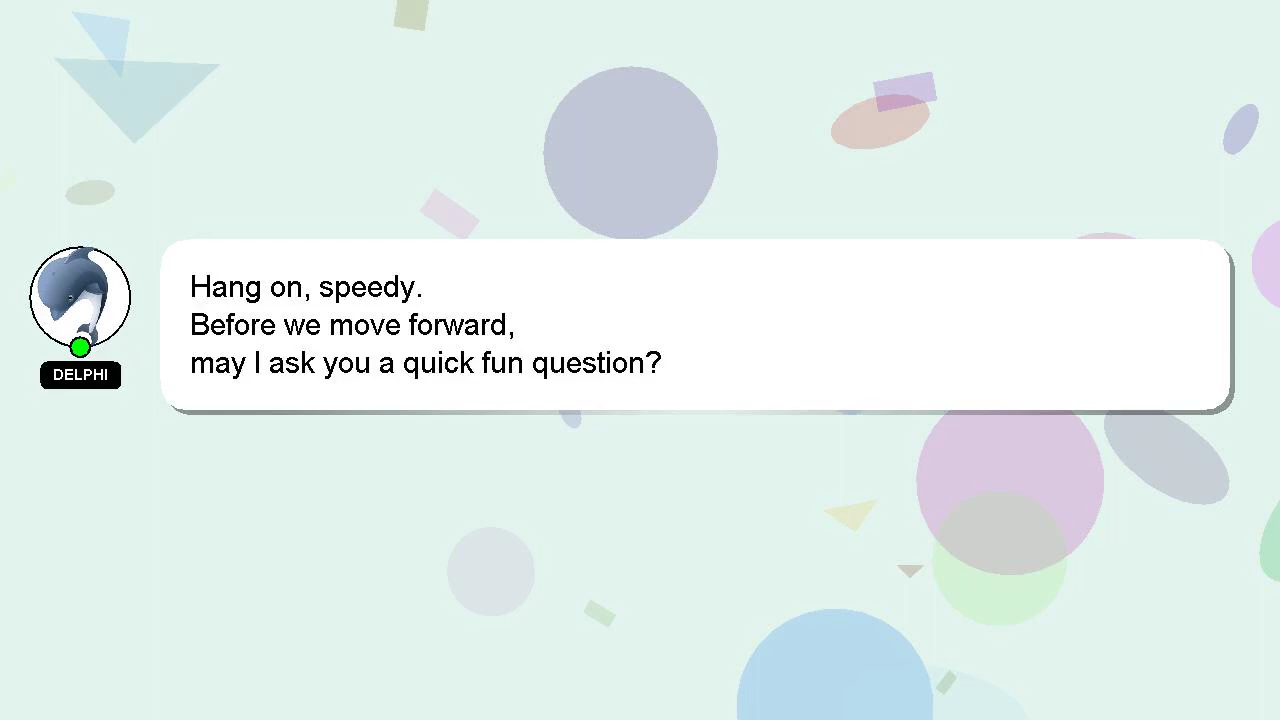 Hang on, speedy.
Before we move forward,
may I ask you a quick fun question?
DELPHI